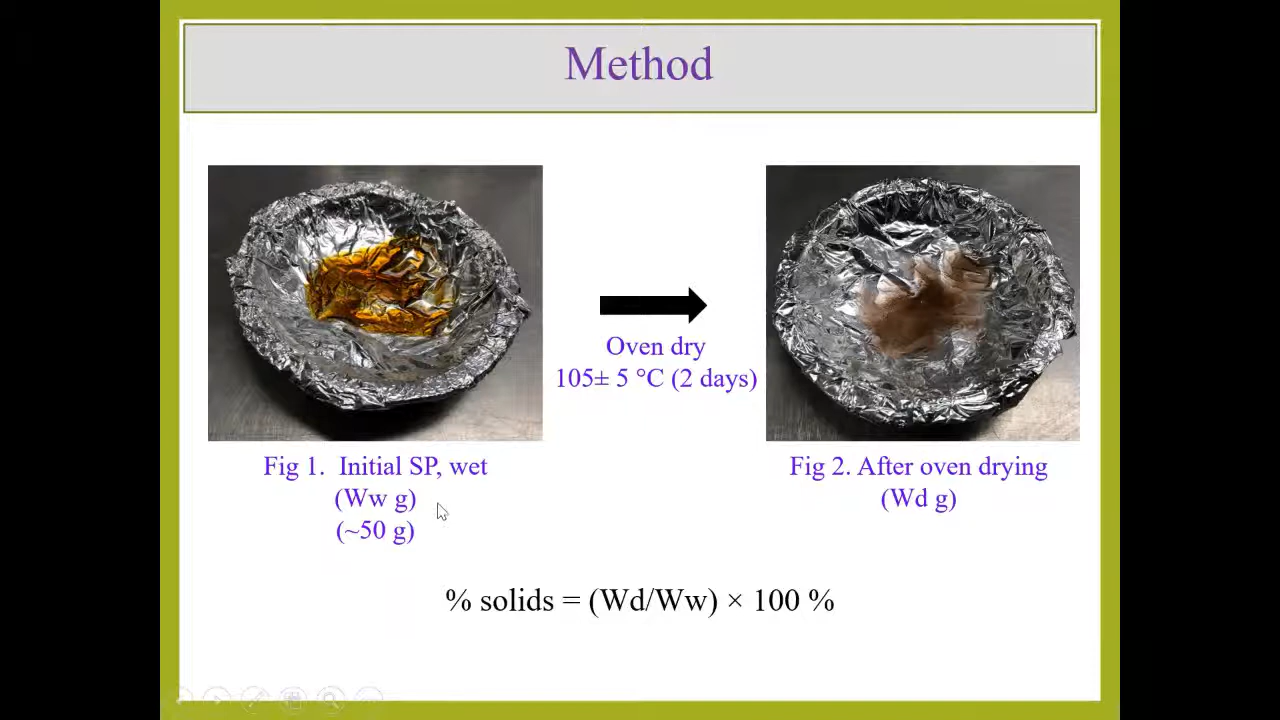 Method
Oven dry
105± 5 °C (2 days)
Fig 1.  Initial SP, wet
(Ww g)
(~50 g)
Fig 2. After oven drying
(Wd g)
% solids = (Wd/Ww) × 100 %